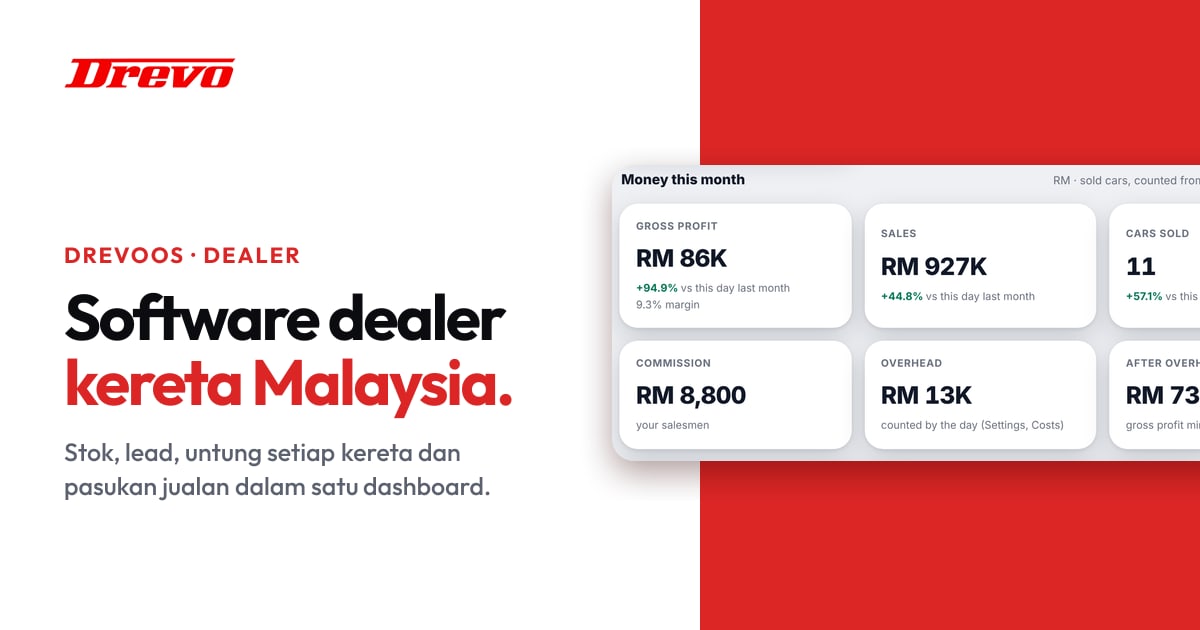 Drevo
DREVOOS · DEALER
Software dealer
kereta Malaysia.
Stok, lead, untung setiap kereta dan
pasukan jualan dalam satu dashboard.
Money this month
RM · sold cars, counted from
GROSS PROFIT
RM 86K
+94.9% vs this day last month
9.3% margin
SALES
RM 927K
+44.8% vs this day last month
CARS SOLD
11
+57.1% vs this
COMMISSION
RM 8,800
your salesmen
OVERHEAD
RM 13K
counted by the day (Settings, Costs)
AFTER
RM 73
gross profit